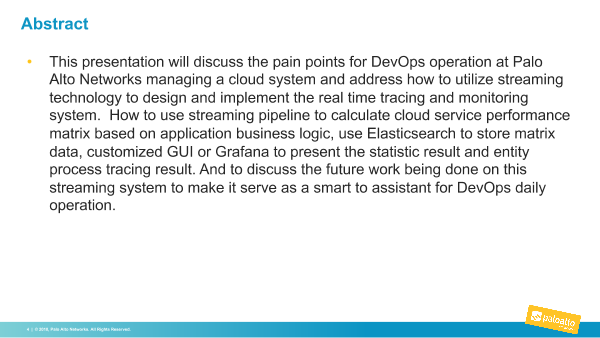 Abstract
• This presentation will discuss the pain points for DevOps operation at Palo
Alto Networks managing a cloud system and address how to utilize streaming
technology to design and implement the real time tracing and monitoring
system.  How to use streaming pipeline to calculate cloud service performance
matrix based on application business logic, use Elasticsearch to store matrix
data, customized GUI or Grafana to present the statistic result and entity
process tracing result. And to discuss the future work being done on this
streaming system to make it serve as a smart to assistant for DevOps daily
operation.
4 | © 2018, Palo Alto Networks. All Rights Reserved.
paloalto